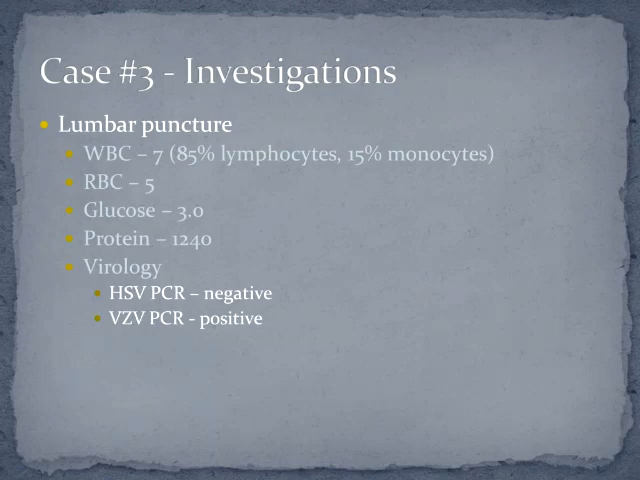 Case #3 - Investigations
• Lumbar puncture
• WBC – 7 (85% lymphocytes, 15% monocytes)
• RBC – 5
• Glucose – 3.0
• Protein – 1240
• Virology
• HSV PCR – negative
• VZV PCR - positive